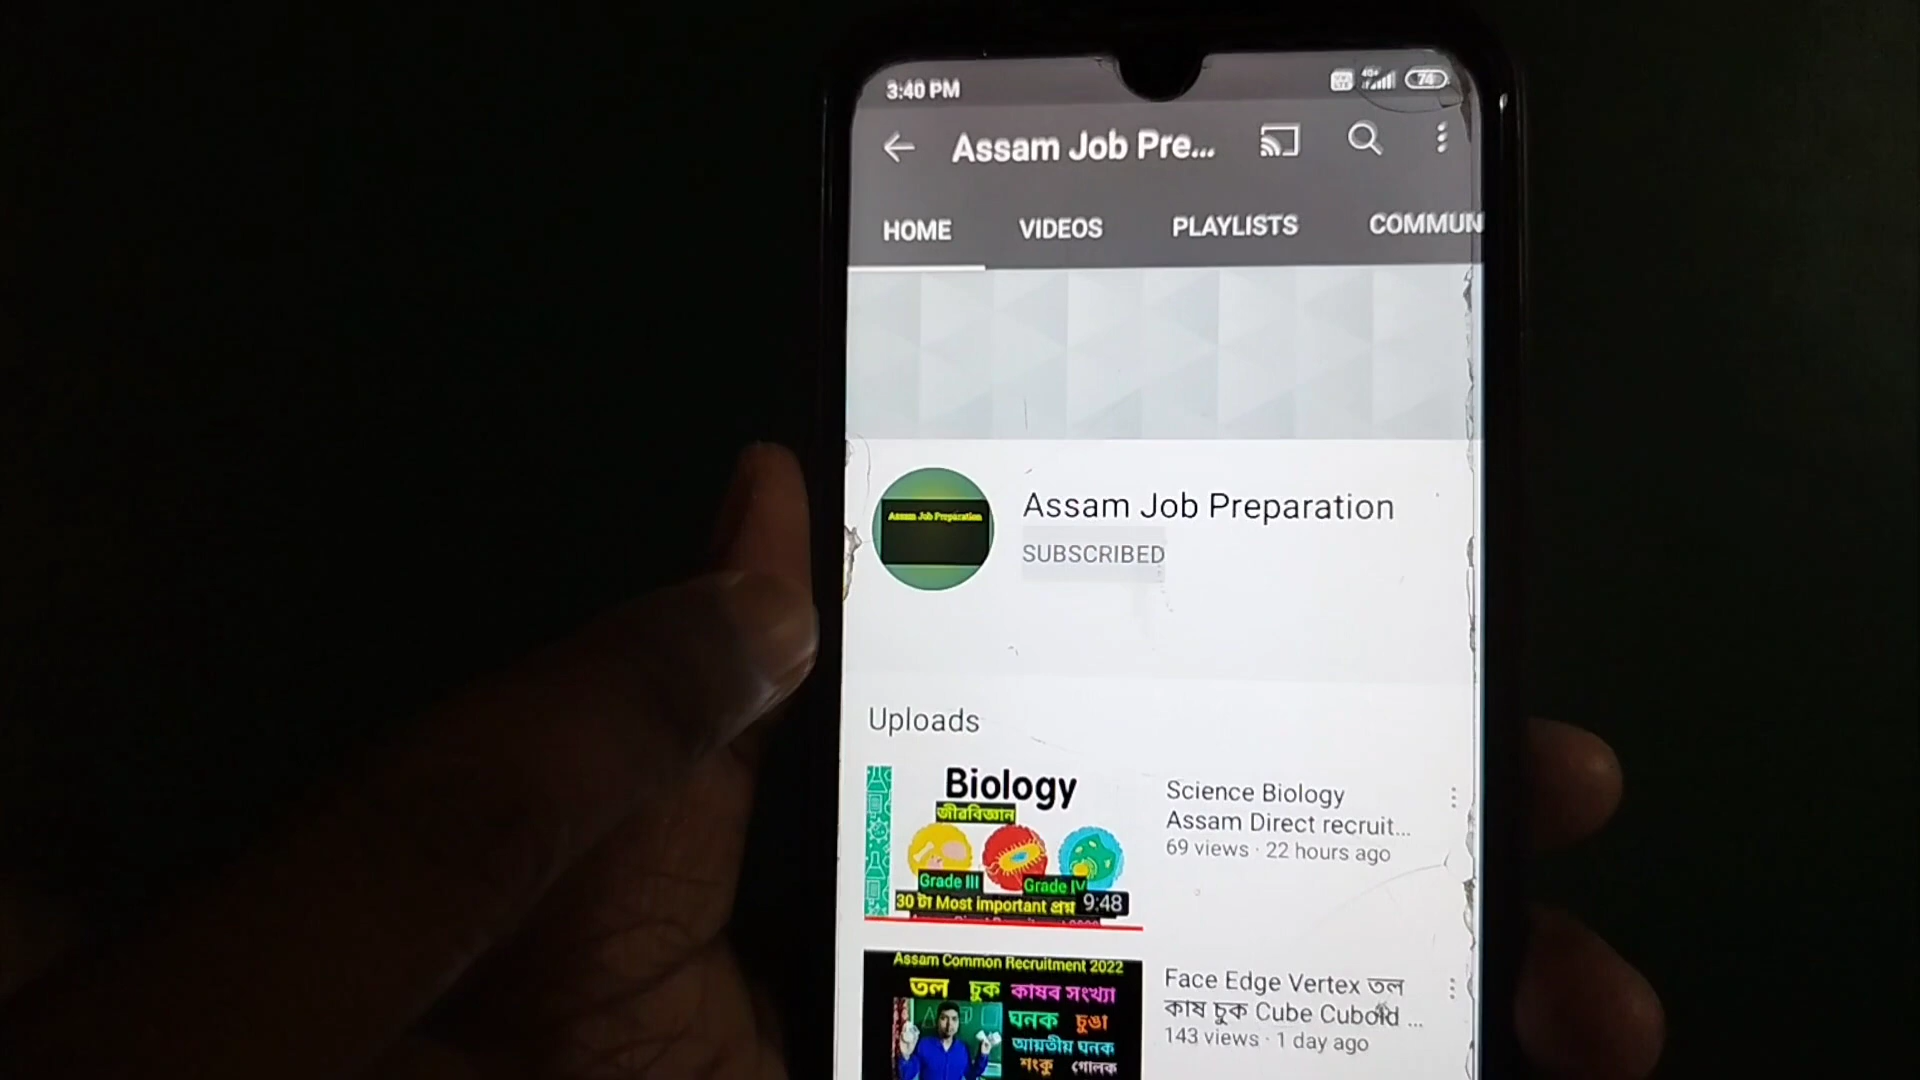 3:40 PM
4G+
74
Assam Job Pre...
HOME VIDEOS PLAYLISTS COMMUN
Assam Job Preparation
Assam Job Preparation
SUBSCRIBED
Uploads
Biology
জীৱবিজ্ঞান
Grade III Grade IV
30 টা Most important প্ৰশ্ন
9:48
Science Biology
Assam Direct recruit...
69 views · 22 hours ago
Assam Common Recruitment 2022
তল চুক কাষৰ সংখ্যা
ঘনক চুঙা
আয়তীয় ঘনক
শংকু গোলক
Face Edge Vertex তল
কাষ চুক Cube Cuboid ...
143 views · 1 day ago